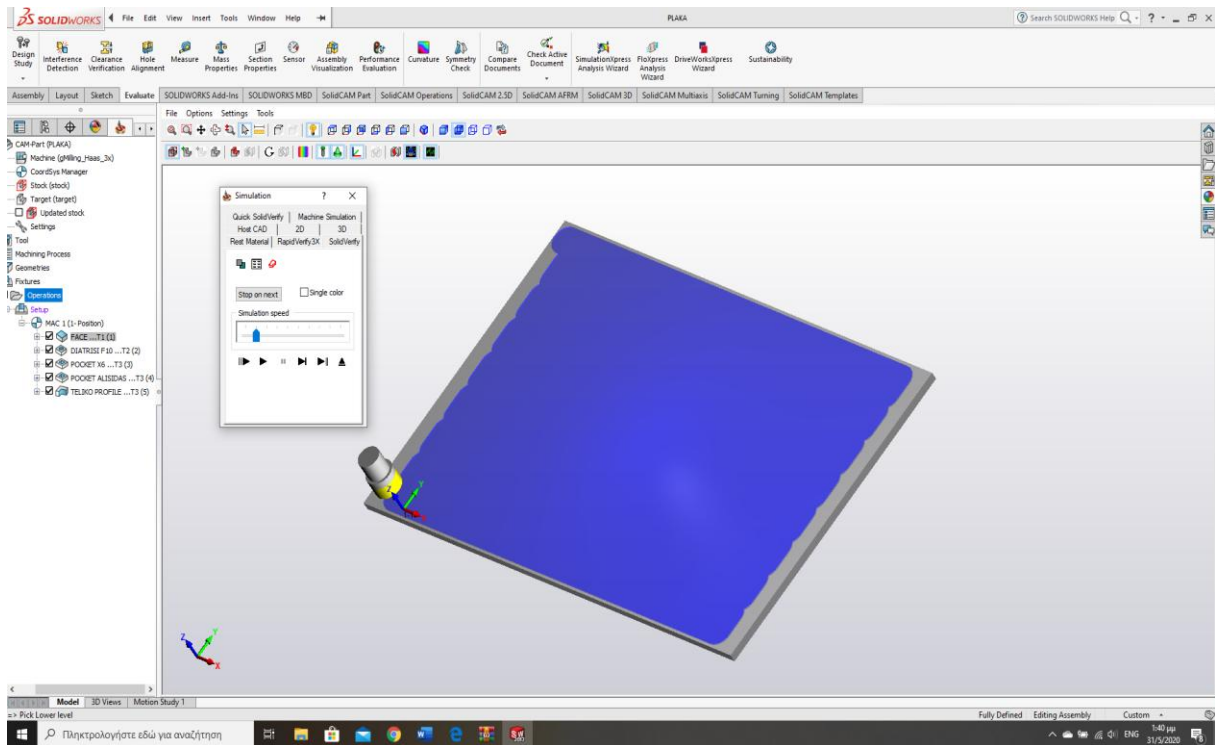 SOLIDWORKS File Edit View Insert Tools Window Help PLAKA Search SOLIDWORKS Help ?
Design Study Interference Detection Clearance Verification Hole Alignment Measure Mass Properties Section Properties Sensor Assembly Visualization Performance Evaluation Curvature Symmetry Check Compare Documents Check Active Document SimulationXpress Analysis Wizard FloXpress Analysis Wizard DriveWorksXpress Wizard Sustainability
Assembly Layout Sketch Evaluate SOLIDWORKS Add-Ins SOLIDWORKS MBD SolidCAM Part SolidCAM Operations SolidCAM 2.5D SolidCAM AFRM SolidCAM 3D SolidCAM Multiaxis SolidCAM Turning SolidCAM Templates
File Options Settings Tools
CAM-Part (PLAKA)
Machine (gMilling_Haas_3x)
CoordSys Manager
Stock (stock)
Target (target)
Updated stock
Settings
Tool
Machining Process
Geometries
Fixtures
Operations
Setup
MAC 1 (1- Position)
FACE ...T1 (1)
DIATRISI F10 ...T2 (2)
POCKET X6 ...T3 (3)
POCKET ALISIDAS ...T3 (4)
TELIKO PROFILE ...T3 (5)
Simulation ? X
Quick SolidVerify Machine Simulation
Host CAD 2D 3D
Rest Material RapidVerify3X SolidVerify
Stop on next Single color
Simulation speed
Z Y
Z Y X
Model 3D Views Motion Study 1
=> Pick Lower level Fully Defined Editing Assembly Custom
Πληκτρολογήστε εδώ για αναζήτηση ENG 1:40 μμ
31/5/2020